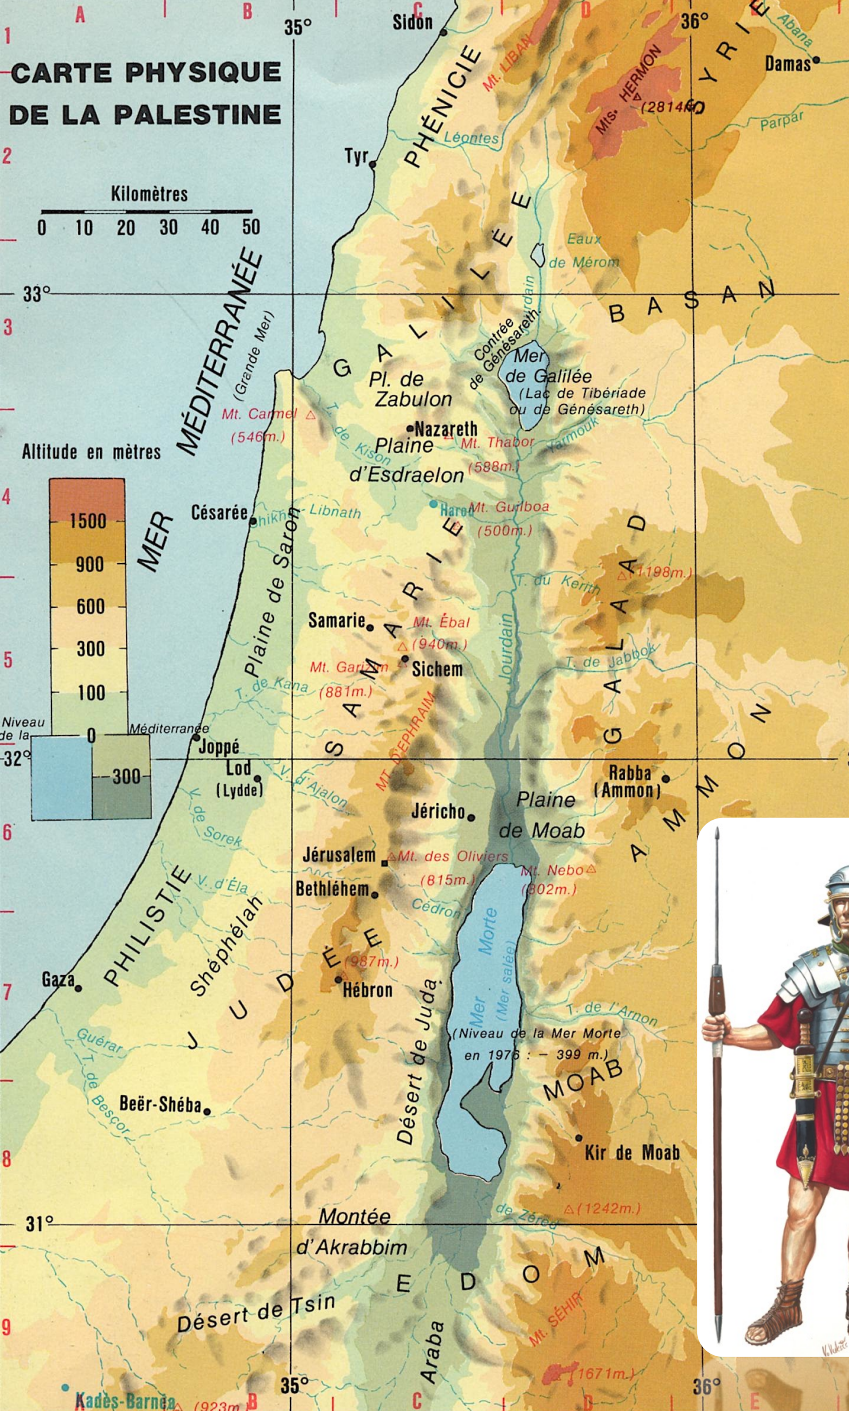 A
B
C
D
E
1
2
3
4
5
6
7
8
9
35°
36°
CARTE PHYSIQUE
DE LA PALESTINE
Kilomètres
0 10 20 30 40 50
Sidon
PHÉNICIE
Mt. LIBAN
Mts. HERMON
(2814m.)
SYRIE
Abana
Damas
Parpar
Léontes
Tyr
Eaux
de Mérom
33°
MER MÉDITERRANÉE
(Grande Mer)
GALILÉE
BASAN
Jourdain
Contrée
de Génésareth
Mer
de Galilée
(Lac de Tibériade
ou de Génésareth)
Pl. de
Zabulon
Mt. Carmel
(546m.)
T. de Kison
Nazareth
Plaine
d'Esdraelon
Mt. Thabor
(588m.)
Yarmouk
Altitude en mètres
1500
900
600
300
100
0
-300
Niveau
de la
Méditerranée
Césarée
Shikhor-Libnath
Harod
Mt. Guilboa
(500m.)
Plaine de Saron
SAMARIE
T. du Kerith
(1198m.)
GALAAD
Samarie
Mt. Ébal
(940m.)
Sichem
Mt. Garizim
(881m.)
Jourdain
T. de Jabbok
T. de Kana
MT. D'EPHRAIM
32°
Joppé
Lod
(Lydde)
V. d'Ajalon
V. de Sorek
Rabba
(Ammon)
AMMON
Plaine
de Moab
Jéricho
Jérusalem
Mt. des Oliviers
(815m.)
Mt. Nebo
(802m.)
Bethléhem
Cédron
V. d'Éla
PHILISTIE
Shéphélah
JUDÉE
(987m.)
Hébron
Gaza
Mer Morte
(Mer salée)
(Niveau de la Mer Morte
en 1976 : – 399 m.)
T. de l'Arnon
Désert de Juda
MOAB
Guérar
T. de Besçor
Beër-Shéba
Kir de Moab
T. de Zéred
(1242m.)
31°
Montée
d'Akrabbim
EDOM
Désert de Tsin
Araba
Mt. SÉHIR
(1671m.)
Kadès-Barnéa
(923m.)
35°
36°
A
B
C
D
E